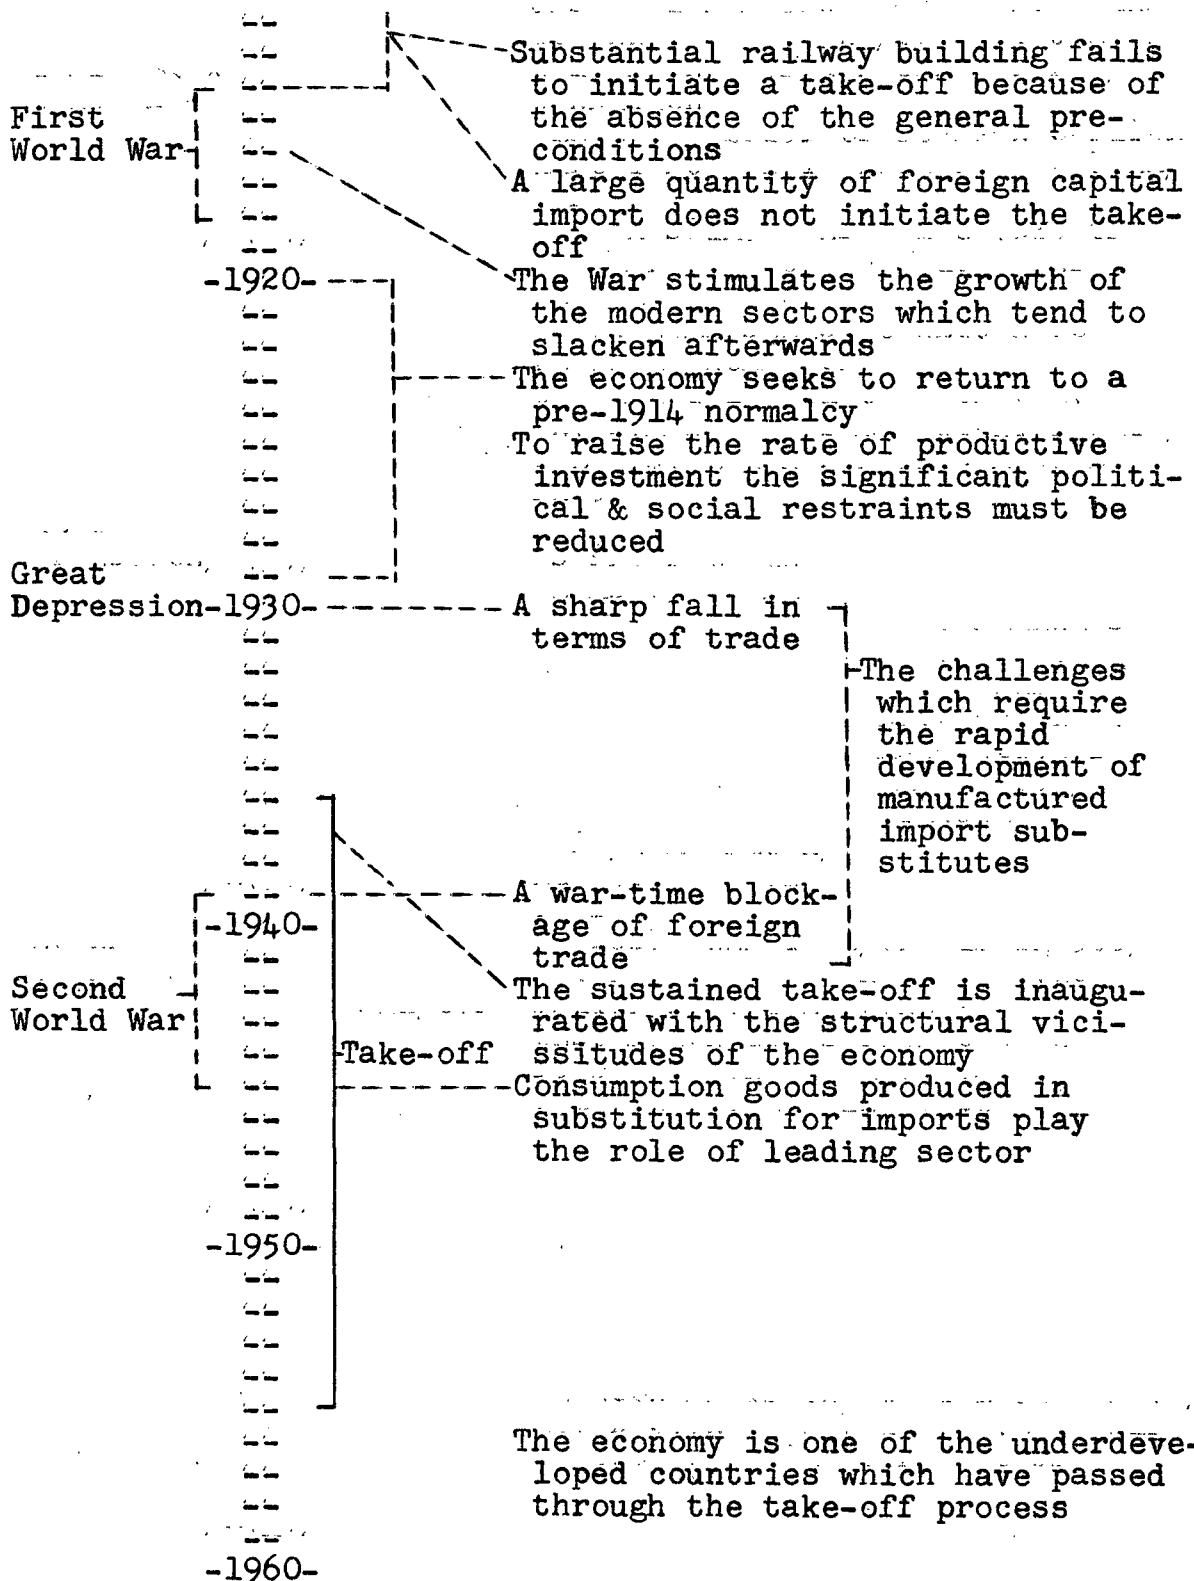 Substantial railway building fails
to initiate a take-off because of
the absence of the general pre-
conditions
First
World War
A large quantity of foreign capital
import does not initiate the take-
off
-1920-
The War stimulates the growth of
the modern sectors which tend to
slacken afterwards
The economy seeks to return to a
pre-1914 normalcy
To raise the rate of productive
investment the significant politi-
cal & social restraints must be
reduced
Great
Depression-1930-
A sharp fall in
terms of trade
The challenges
which require
the rapid
development of
manufactured
import sub-
stitutes
A war-time block-
age of foreign
trade
-1940-
Second
World War
The sustained take-off is inaugu-
rated with the structural vici-
ssitudes of the economy
Take-off
Consumption goods produced in
substitution for imports play
the role of leading sector
-1950-
The economy is one of the underdeve-
loped countries which have passed
through the take-off process
-1960-